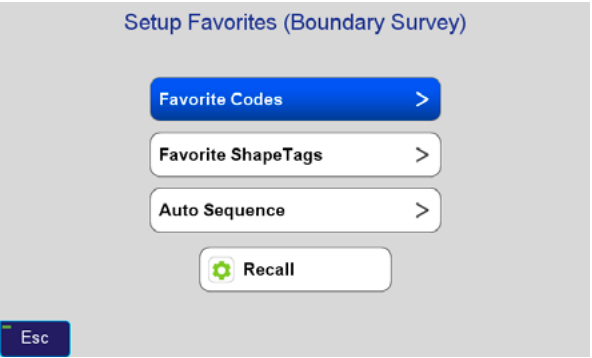 Setup Favorites (Boundary Survey)
Favorite Codes >
Favorite ShapeTags >
Auto Sequence >
Recall
Esc